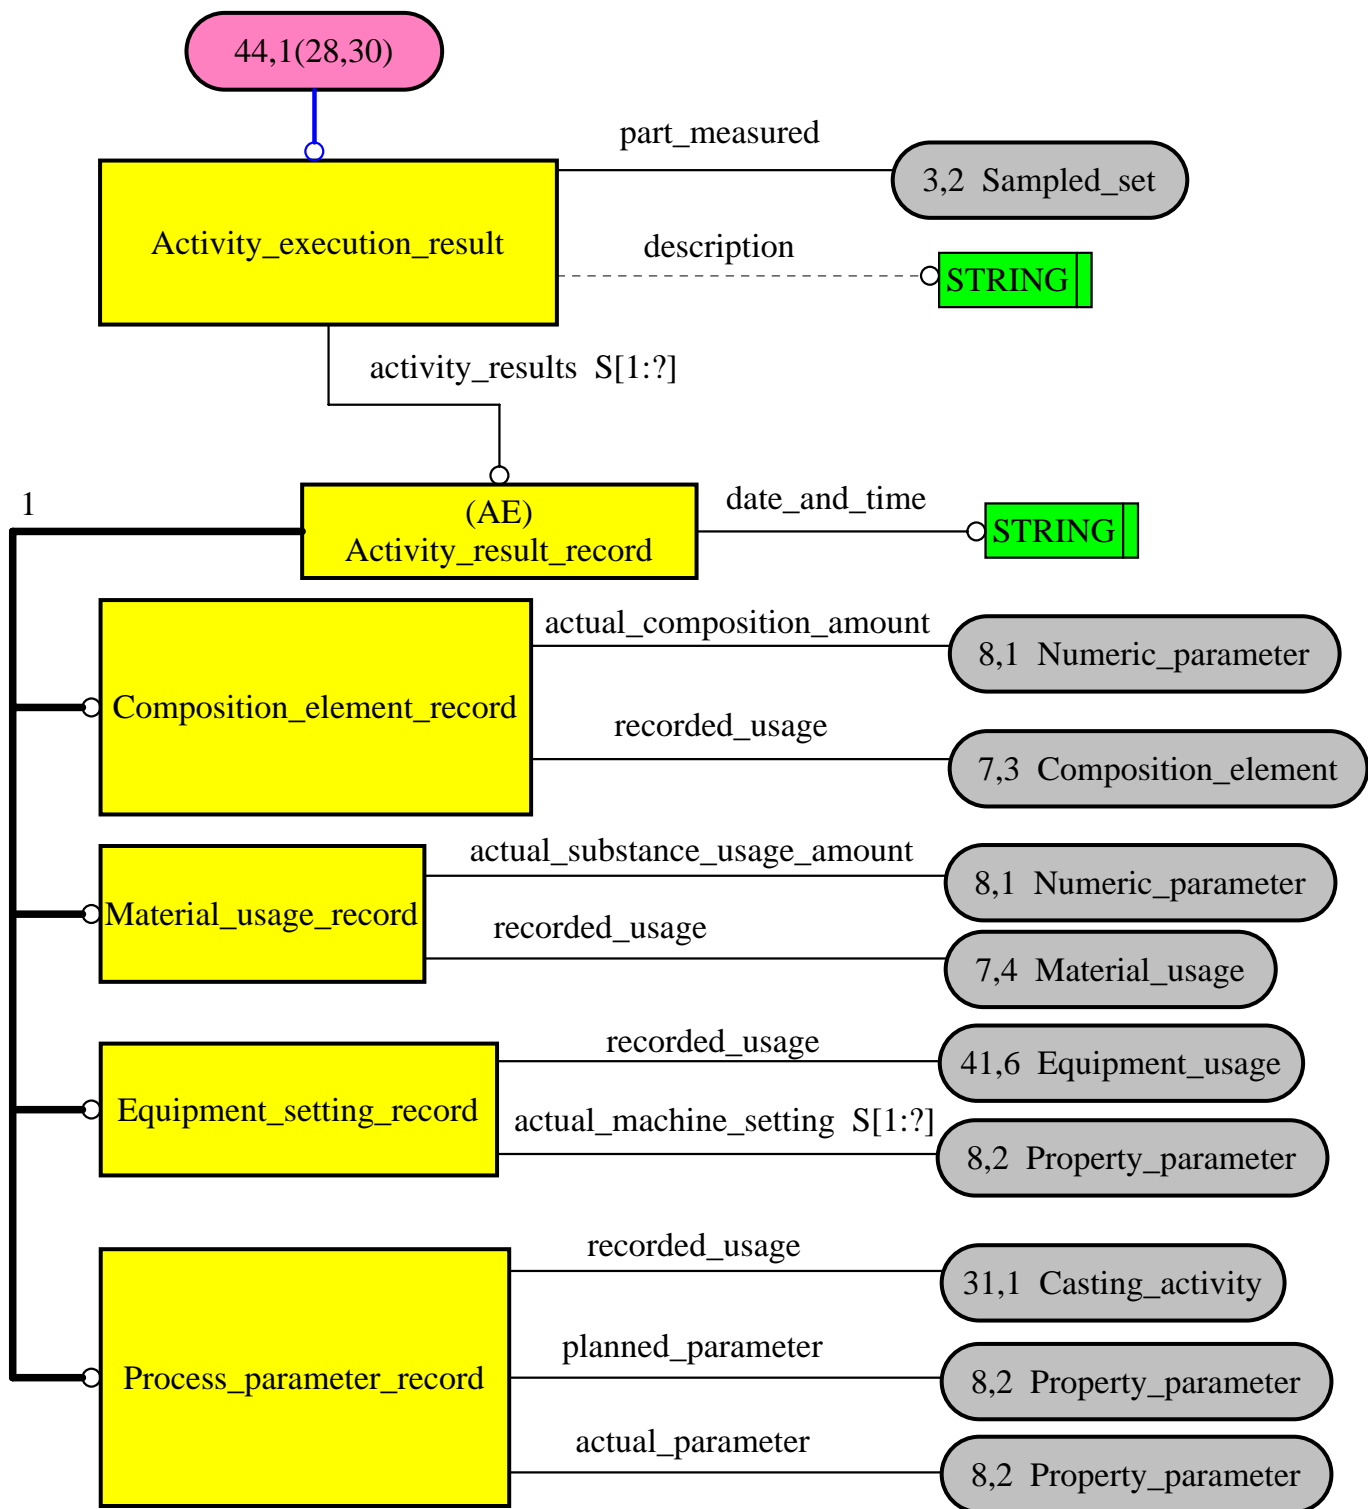 44,1(28,30)
part_measured
3,2 Sampled_set
Activity_execution_result
description
STRING
activity_results S[1:?]
1
(AE)
Activity_result_record
date_and_time
STRING
actual_composition_amount
8,1 Numeric_parameter
Composition_element_record
recorded_usage
7,3 Composition_element
actual_substance_usage_amount
8,1 Numeric_parameter
Material_usage_record
recorded_usage
7,4 Material_usage
recorded_usage
41,6 Equipment_usage
Equipment_setting_record
actual_machine_setting S[1:?]
8,2 Property_parameter
recorded_usage
31,1 Casting_activity
planned_parameter
Process_parameter_record
8,2 Property_parameter
actual_parameter
8,2 Property_parameter